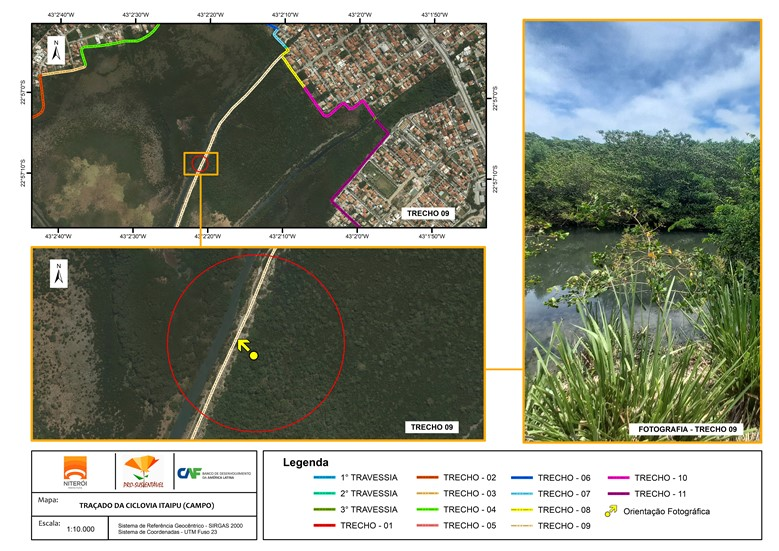 43°2'40"W 43°2'30"W 43°2'20"W 43°2'10"W 43°2'0"W 43°1'50"W
N
22°57'0"S 22°57'0"S
22°57'10"S 22°57'10"S
TRECHO 09
43°2'40"W 43°2'30"W 43°2'20"W 43°2'10"W 43°2'0"W 43°1'50"W
N
TRECHO 09
FOTOGRAFIA - TRECHO 09
NITERÓI
PRO-SUSTENTÁVEL
CAF BANCO DE DESENVOLVIMENTO
DA AMÉRICA LATINA
Mapa:
TRAÇADO DA CICLOVIA ITAIPU (CAMPO)
Escala:
1:10.000
Sistema de Referência Geocêntrico - SIRGAS 2000
Sistema de Coordenadas - UTM Fuso 23
Legenda
1° TRAVESSIA
2° TRAVESSIA
3° TRAVESSIA
TRECHO - 01
TRECHO - 02
TRECHO - 03
TRECHO - 04
TRECHO - 05
TRECHO - 06
TRECHO - 07
TRECHO - 08
TRECHO - 09
TRECHO - 10
TRECHO - 11
Orientação Fotográfica